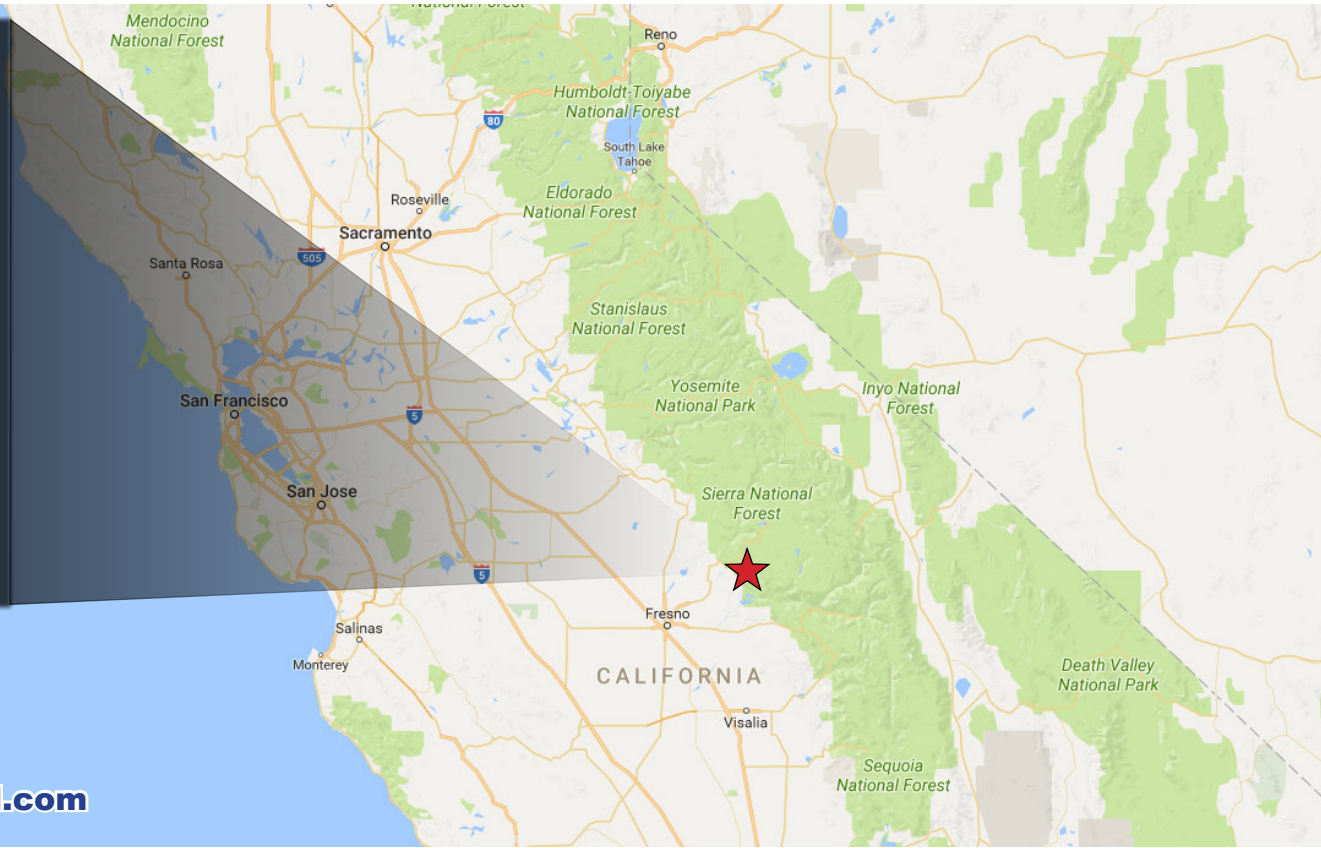 National Forest
Mendocino
National Forest
Reno
Humboldt-Toiyabe
National Forest
80
South Lake
Tahoe
Eldorado
National Forest
Roseville
Sacramento
505
Santa Rosa
Stanislaus
National Forest
Yosemite
National Park
Inyo National
Forest
San Francisco
5
San Jose
Sierra National
Forest
5
Fresno
Salinas
Monterey
CALIFORNIA
Death Valley
National Park
Visalia
Sequoia
National Forest
.com